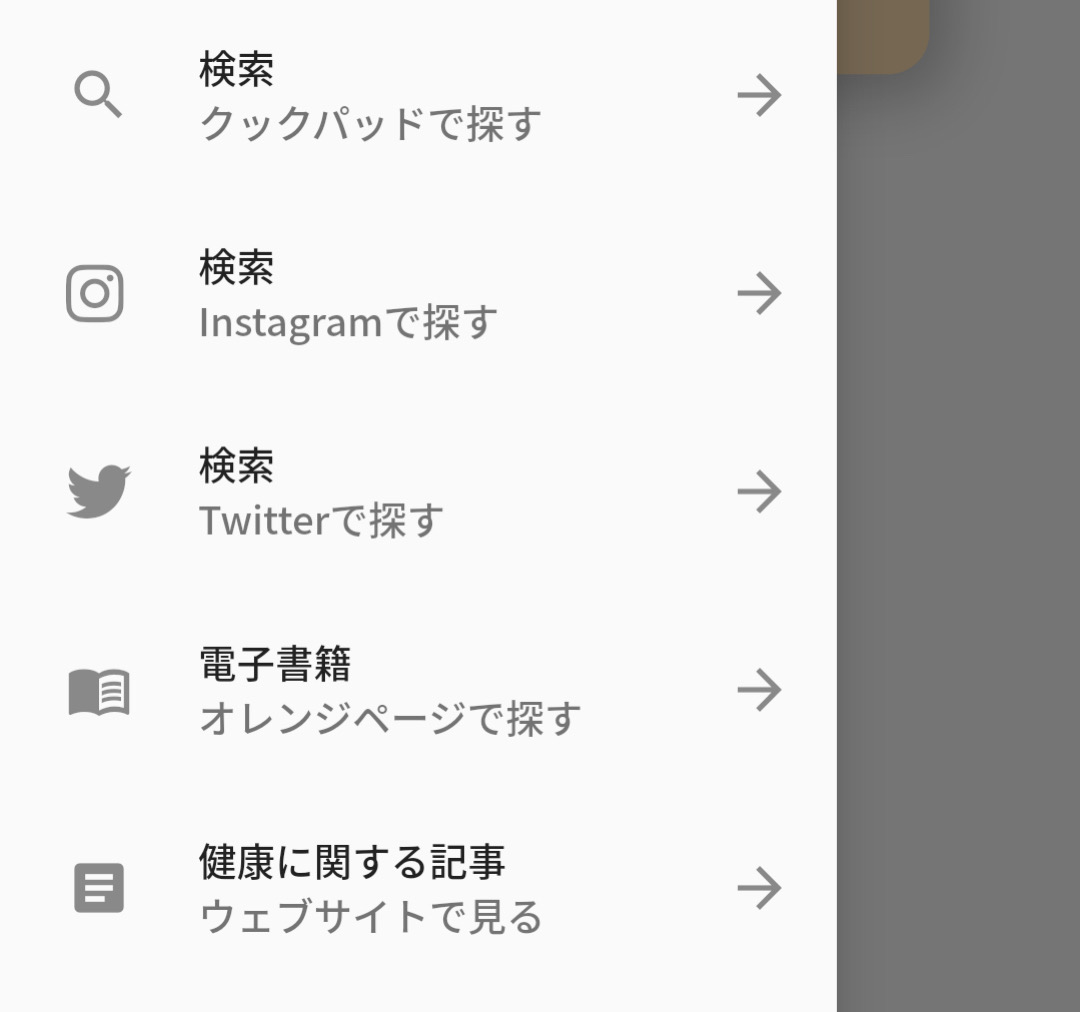 検索
クックパッドで探す
検索
Instagramで探す
検索
Twitterで探す
電子書籍
オレンジページで探す
健康に関する記事
ウェブサイトで見る